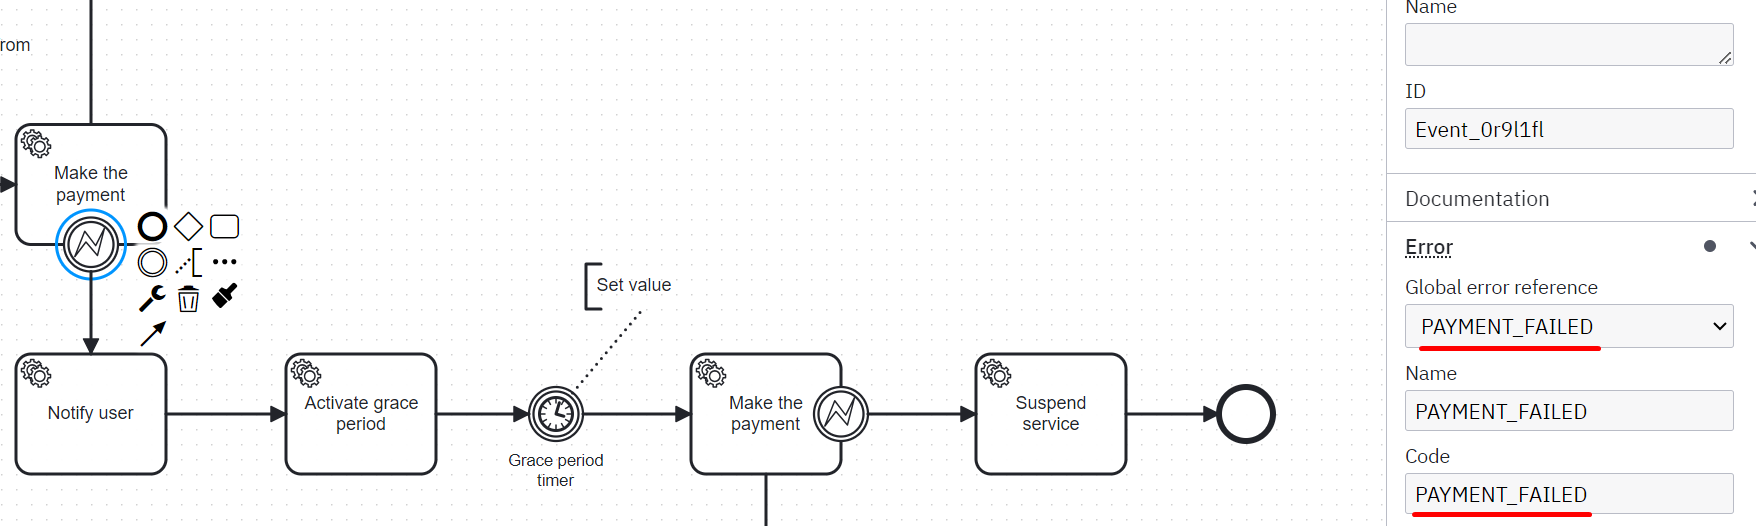 rom
Make the
payment
Notify user
Activate grace
period
Set value
Grace period
timer
Make the
payment
Suspend
service
Name
ID
Event_0r9l1fl
Documentation
Error
Global error reference
PAYMENT_FAILED
Name
PAYMENT_FAILED
Code
PAYMENT_FAILED